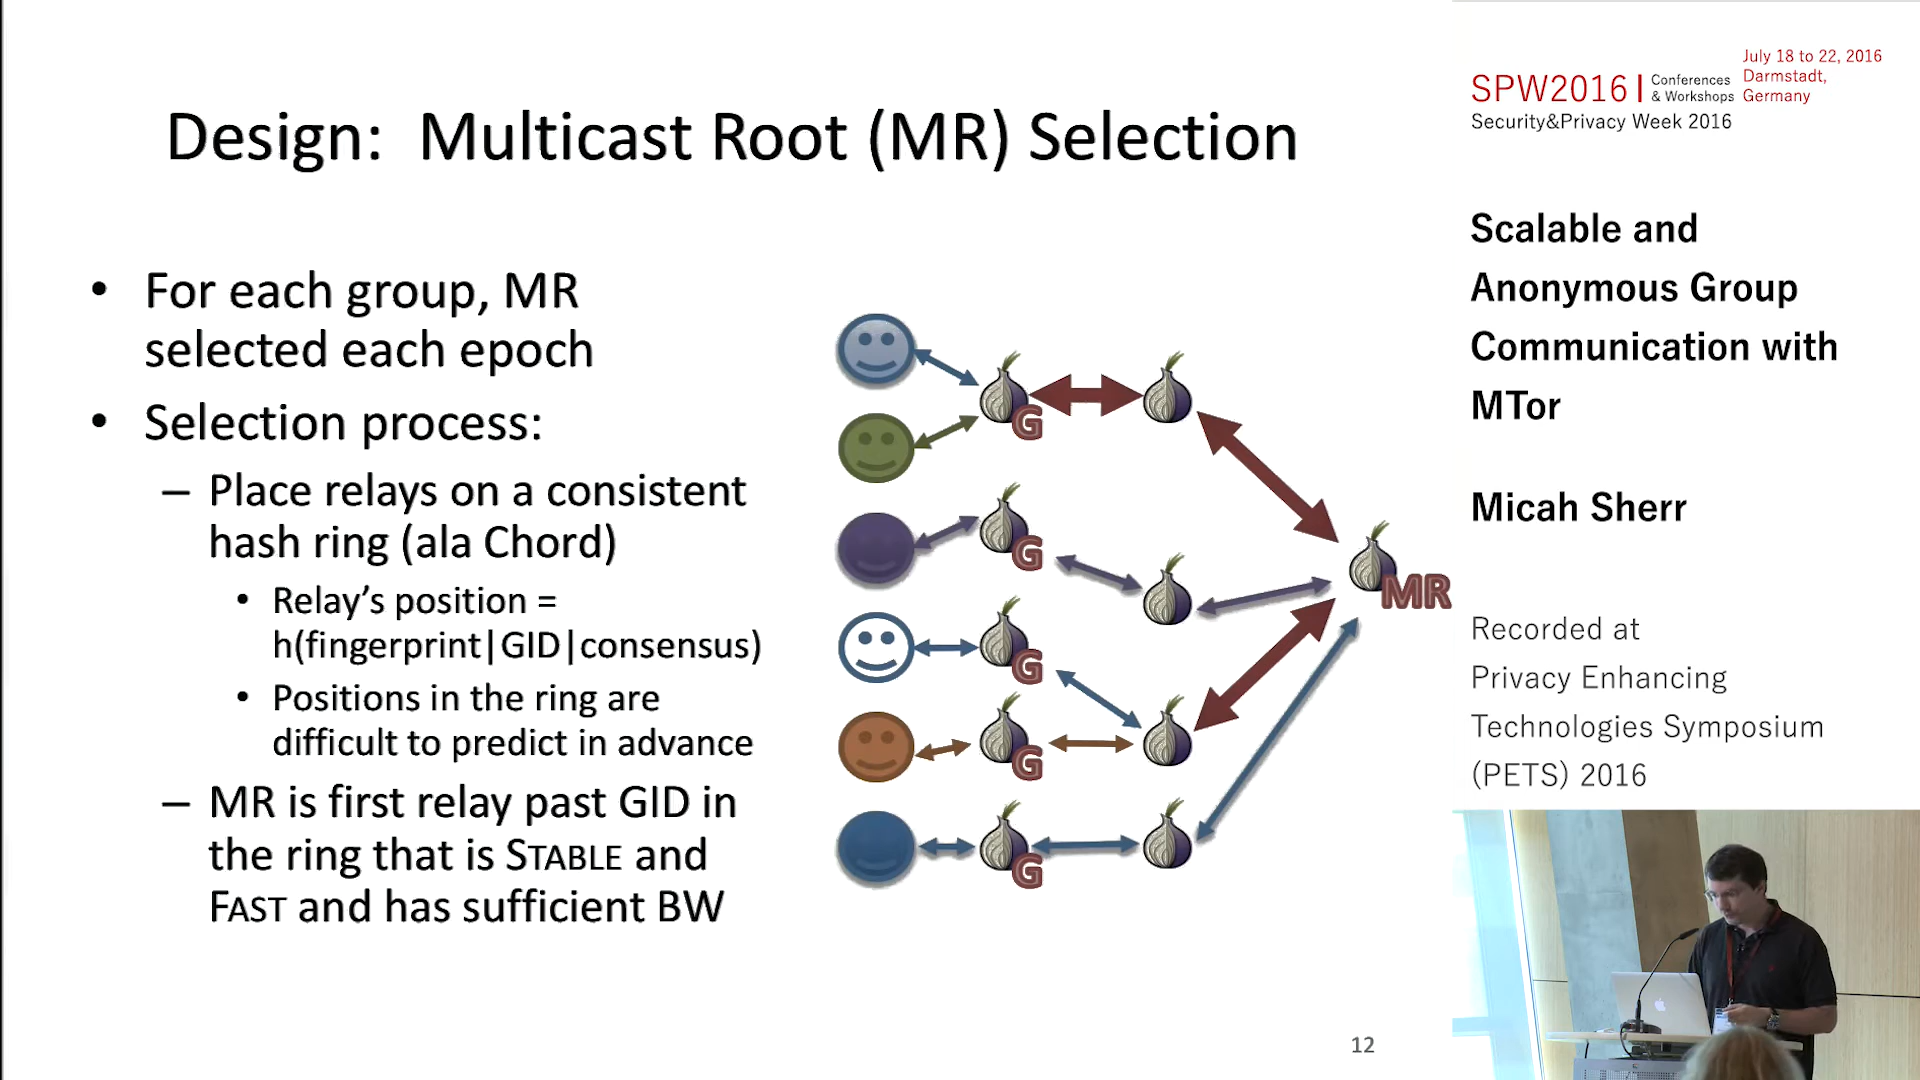 Design: Multicast Root (MR) Selection
• For each group, MR
selected each epoch
• Selection process:
– Place relays on a consistent
hash ring (ala Chord)
• Relay's position =
h(fingerprint|GID|consensus)
• Positions in the ring are
difficult to predict in advance
– MR is first relay past GID in
the ring that is STABLE and
FAST and has sufficient BW
G
G
G
G
G
MR
12
SPW2016 | Conferences
& Workshops
July 18 to 22, 2016
Darmstadt,
Germany
Security&Privacy Week 2016
Scalable and
Anonymous Group
Communication with
MTor
Micah Sherr
Recorded at
Privacy Enhancing
Technologies Symposium
(PETS) 2016